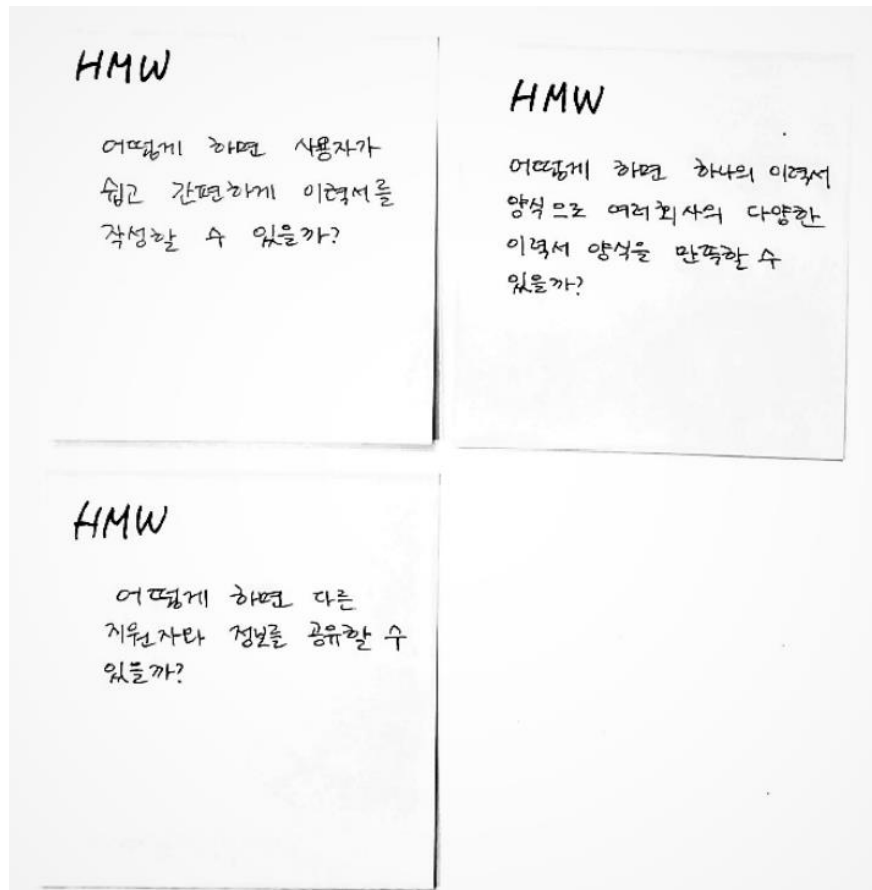 HMW
어떻게 하면 사용자가
쉽고 간편하게 이력서를
작성할 수 있을까?
HMW
어떻게 하면 하나의 이력서
양식으로 여러회사의 다양한
이력서 양식을 만족할 수
있을까?
HMW
어떻게 하면 다른
지원자와 정보를 공유할 수
있을까?